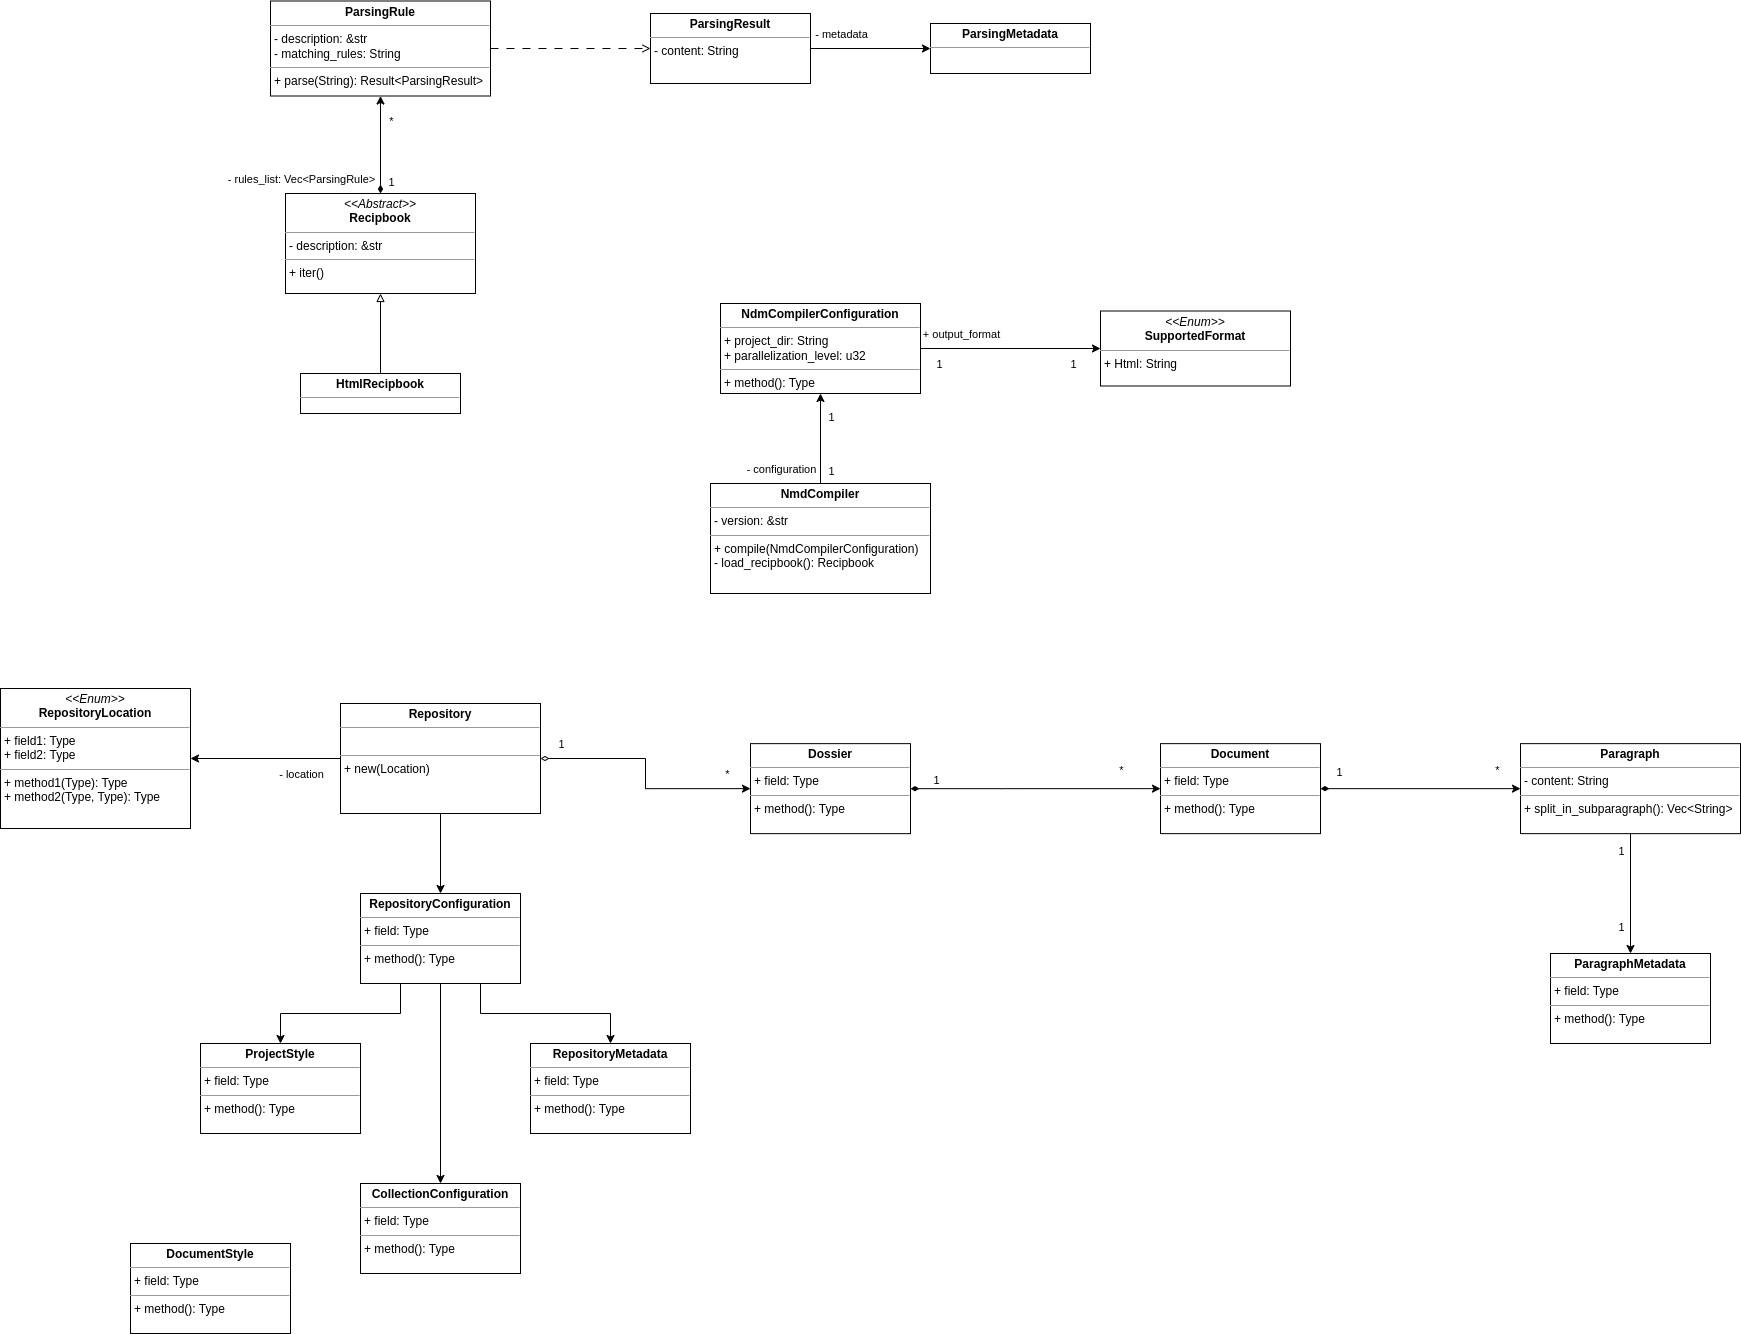 ParsingRule
- description: &str
- matching_rules: String
+ parse(String): Result<ParsingResult>
ParsingResult
- content: String
- metadata
ParsingMetadata
*
- rules_list: Vec<ParsingRule>
1
<<Abstract>>
Recipbook
- description: &str
+ iter()
HtmlRecipbook
NdmCompilerConfiguration
+ project_dir: String
+ parallelization_level: u32
+ method(): Type
+ output_format
1
1
<<Enum>>
SupportedFormat
+ Html: String
1
- configuration
1
NmdCompiler
- version: &str
+ compile(NmdCompilerConfiguration)
- load_recipbook(): Recipbook
<<Enum>>
RepositoryLocation
+ field1: Type
+ field2: Type
+ method1(Type): Type
+ method2(Type, Type): Type
- location
Repository
+ new(Location)
1
*
Dossier
+ field: Type
+ method(): Type
1
*
Document
+ field: Type
+ method(): Type
1
*
Paragraph
- content: String
+ split_in_subparagraph(): Vec<String>
1
1
ParagraphMetadata
+ field: Type
+ method(): Type
RepositoryConfiguration
+ field: Type
+ method(): Type
ProjectStyle
+ field: Type
+ method(): Type
RepositoryMetadata
+ field: Type
+ method(): Type
CollectionConfiguration
+ field: Type
+ method(): Type
DocumentStyle
+ field: Type
+ method(): Type